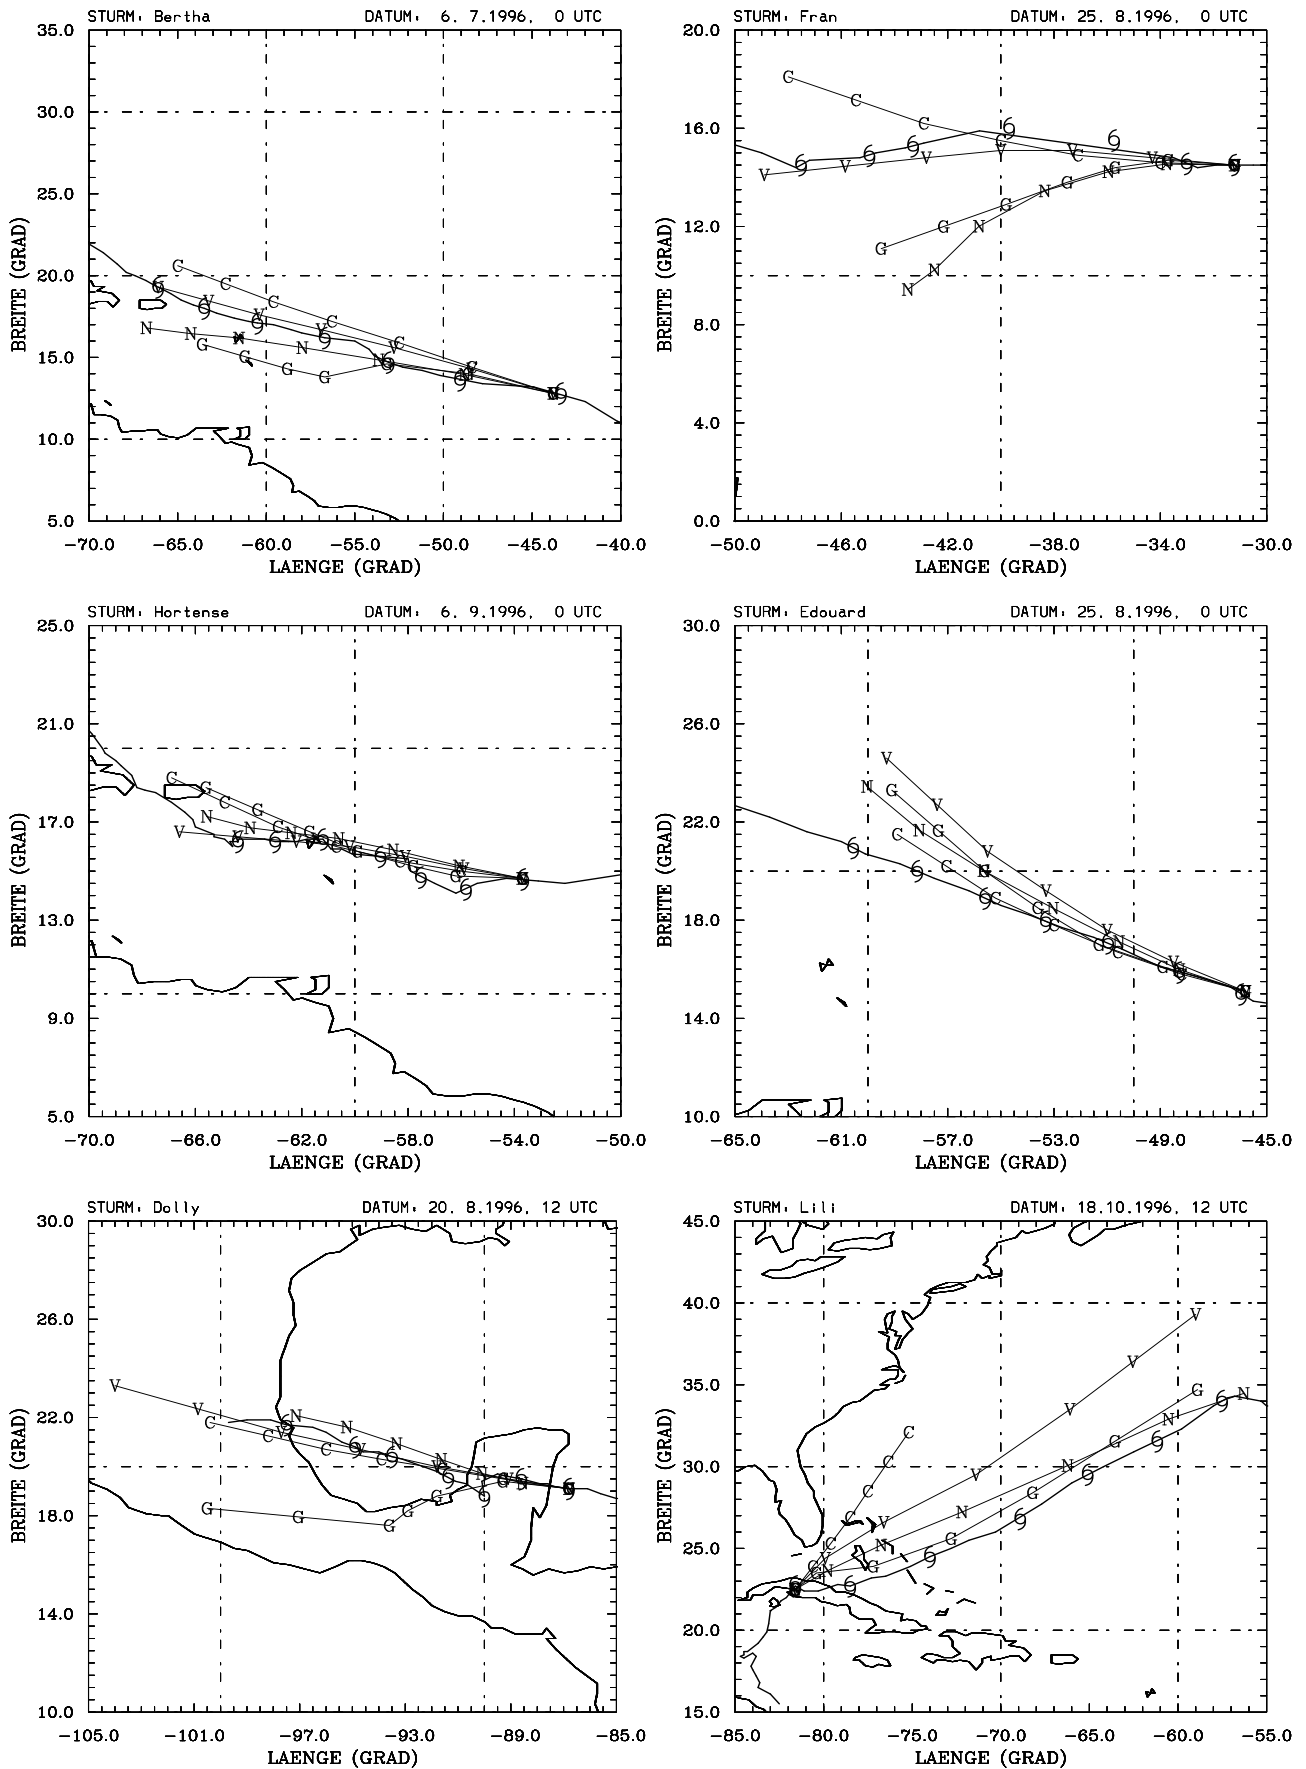 STURM: Bertha DATUM: 6. 7.1996, 0 UTC
35.0
30.0
25.0
20.0
15.0
10.0
5.0
BREITE (GRAD)
-70.0 -65.0 -60.0 -55.0 -50.0 -45.0 -40.0
LAENGE (GRAD)
STURM: Fran DATUM: 25. 8.1996, 0 UTC
20.0
16.0
12.0
8.0
4.0
0.0
BREITE (GRAD)
-50.0 -46.0 -42.0 -38.0 -34.0 -30.0
LAENGE (GRAD)
STURM: Hortense DATUM: 6. 9.1996, 0 UTC
25.0
21.0
17.0
13.0
9.0
5.0
BREITE (GRAD)
-70.0 -66.0 -62.0 -58.0 -54.0 -50.0
LAENGE (GRAD)
STURM: Edouard DATUM: 25. 8.1996, 0 UTC
30.0
26.0
22.0
18.0
14.0
10.0
BREITE (GRAD)
-65.0 -61.0 -57.0 -53.0 -49.0 -45.0
LAENGE (GRAD)
STURM: Dolly DATUM: 20. 8.1996, 12 UTC
30.0
26.0
22.0
18.0
14.0
10.0
BREITE (GRAD)
-105.0 -101.0 -97.0 -93.0 -89.0 -85.0
LAENGE (GRAD)
STURM: Lili DATUM: 18.10.1996, 12 UTC
45.0
40.0
35.0
30.0
25.0
20.0
15.0
BREITE (GRAD)
-85.0 -80.0 -75.0 -70.0 -65.0 -60.0 -55.0
LAENGE (GRAD)